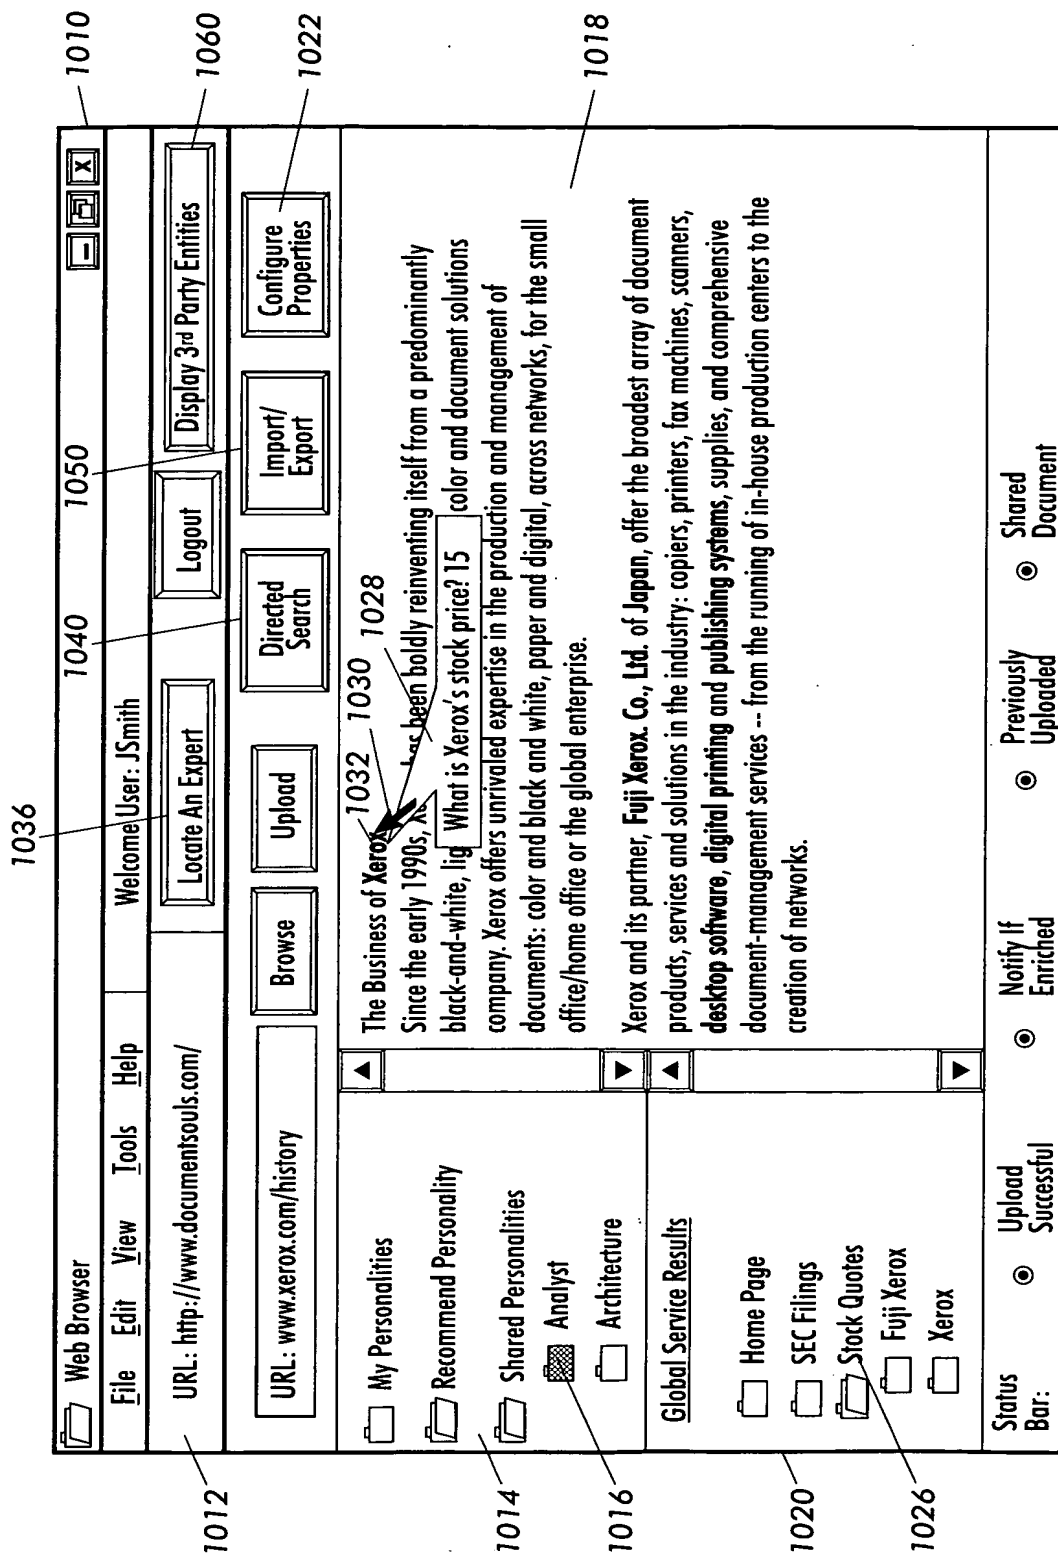 1036
1040
1050
1010
1060
1022
Web Browser
File Edit View Tools Help
Welcome User: JSmith
URL: http://www.documentsouls.com/
Locate An Expert
Logout
Display 3rd Party Entities
URL: www.xerox.com/history
Browse
Upload
Directed
Search
Import/
Export
Configure
Properties
1012
My Personalities
Recommend Personality
Shared Personalities
Analyst
Architecture
1014
1016
Global Service Results
Home Page
SEC Filings
Stock Quotes
Fuji Xerox
Xerox
1020
1026
1032
1030
1028
1018
The Business of Xerox
Since the early 1990s, Xe has been boldly reinventing itself from a predominantly
black-and-white, lig color and document solutions
What is Xerox's stock price? 15
company. Xerox offers unrivaled expertise in the production and management of
documents: color and black and white, paper and digital, across networks, for the small
office/home office or the global enterprise.
Xerox and its partner, Fuji Xerox. Co., Ltd. of Japan, offer the broadest array of document
products, services and solutions in the industry: copiers, printers, fax machines, scanners,
desktop software, digital printing and publishing systems, supplies, and comprehensive
document-management services -- from the running of in-house production centers to the
creation of networks.
Status
Bar:
Upload
Successful
Notify If
Enriched
Previously
Uploaded
Shared
Document